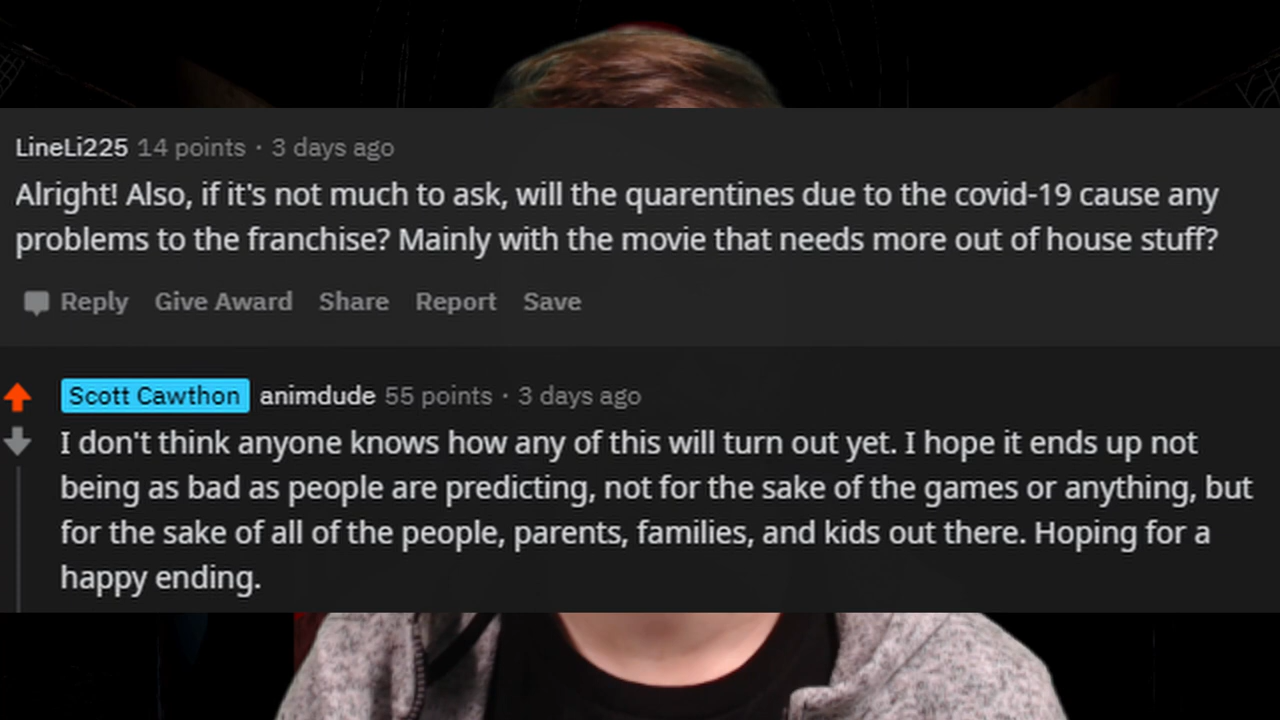 LineLi225 14 points · 3 days ago
Alright! Also, if it's not much to ask, will the quarentines due to the covid-19 cause any
problems to the franchise? Mainly with the movie that needs more out of house stuff?
Reply Give Award Share Report Save
Scott Cawthon animdude 55 points · 3 days ago
I don't think anyone knows how any of this will turn out yet. I hope it ends up not
being as bad as people are predicting, not for the sake of the games or anything, but
for the sake of all of the people, parents, families, and kids out there. Hoping for a
happy ending.